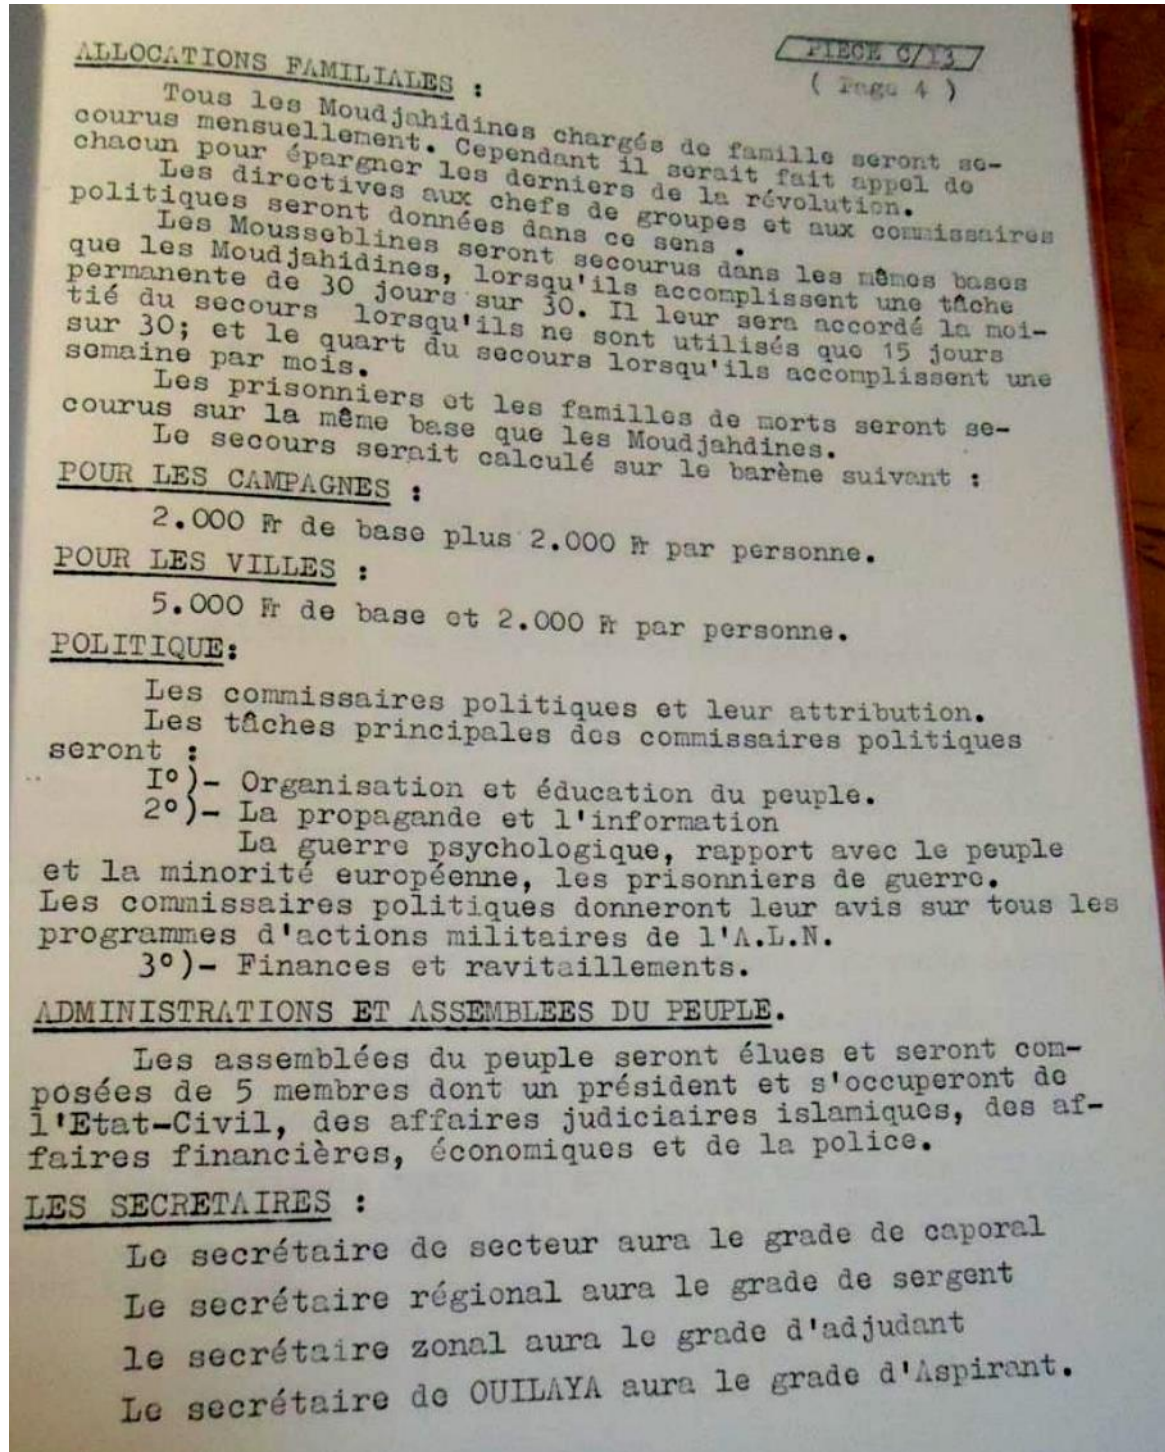 PIECE C/13
( Page 4 )
ALLOCATIONS FAMILIALES :
Tous les Moudjahidines chargés de famille seront se-
courus mensuellement. Cependant il serait fait appel de
chacun pour épargner les derniers de la révolution.
Les directives aux chefs de groupes et aux commissaires
politiques seront données dans ce sens .
Les Mousseblines seront secourus dans les mêmes bases
que les Moudjahidines, lorsqu'ils accomplissent une tâche
permanente de 30 jours sur 30. Il leur sera accordé la moi-
tié du secours lorsqu'ils ne sont utilisés que 15 jours
sur 30; et le quart du secours lorsqu'ils accomplissent une
semaine par mois.
Les prisonniers et les familles de morts seront se-
courus sur la même base que les Moudjahdines.
Le secours serait calculé sur le barème suivant :
POUR LES CAMPAGNES :
2.000 Fr de base plus 2.000 Fr par personne.
POUR LES VILLES :
5.000 Fr de base et 2.000 Fr par personne.
POLITIQUE:
Les commissaires politiques et leur attribution.
Les tâches principales des commissaires politiques
seront :
I°)- Organisation et éducation du peuple.
2°)- La propagande et l'information
La guerre psychologique, rapport avec le peuple
et la minorité européenne, les prisonniers de guerre.
Les commissaires politiques donneront leur avis sur tous les
programmes d'actions militaires de l'A.L.N.
3°)- Finances et ravitaillements.
ADMINISTRATIONS ET ASSEMBLEES DU PEUPLE.
Les assemblées du peuple seront élues et seront com-
posées de 5 membres dont un président et s'occuperont de
l'Etat-Civil, des affaires judiciaires islamiques, des af-
faires financières, économiques et de la police.
LES SECRETAIRES :
Le secrétaire de secteur aura le grade de caporal
Le secrétaire régional aura le grade de sergent
le secrétaire zonal aura le grade d'adjudant
Le secrétaire de OUILAYA aura le grade d'Aspirant.